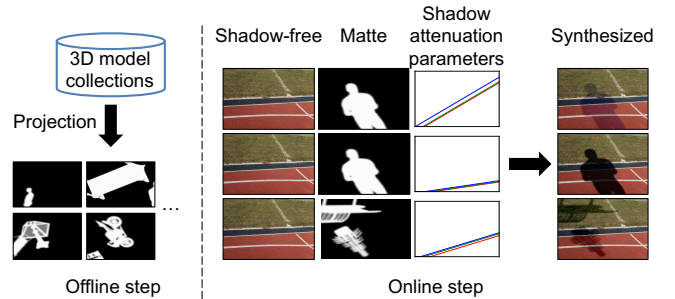 3D model
collections
Projection
...
Offline step
Shadow-free
Matte
Shadow
attenuation
parameters
Synthesized
Online step